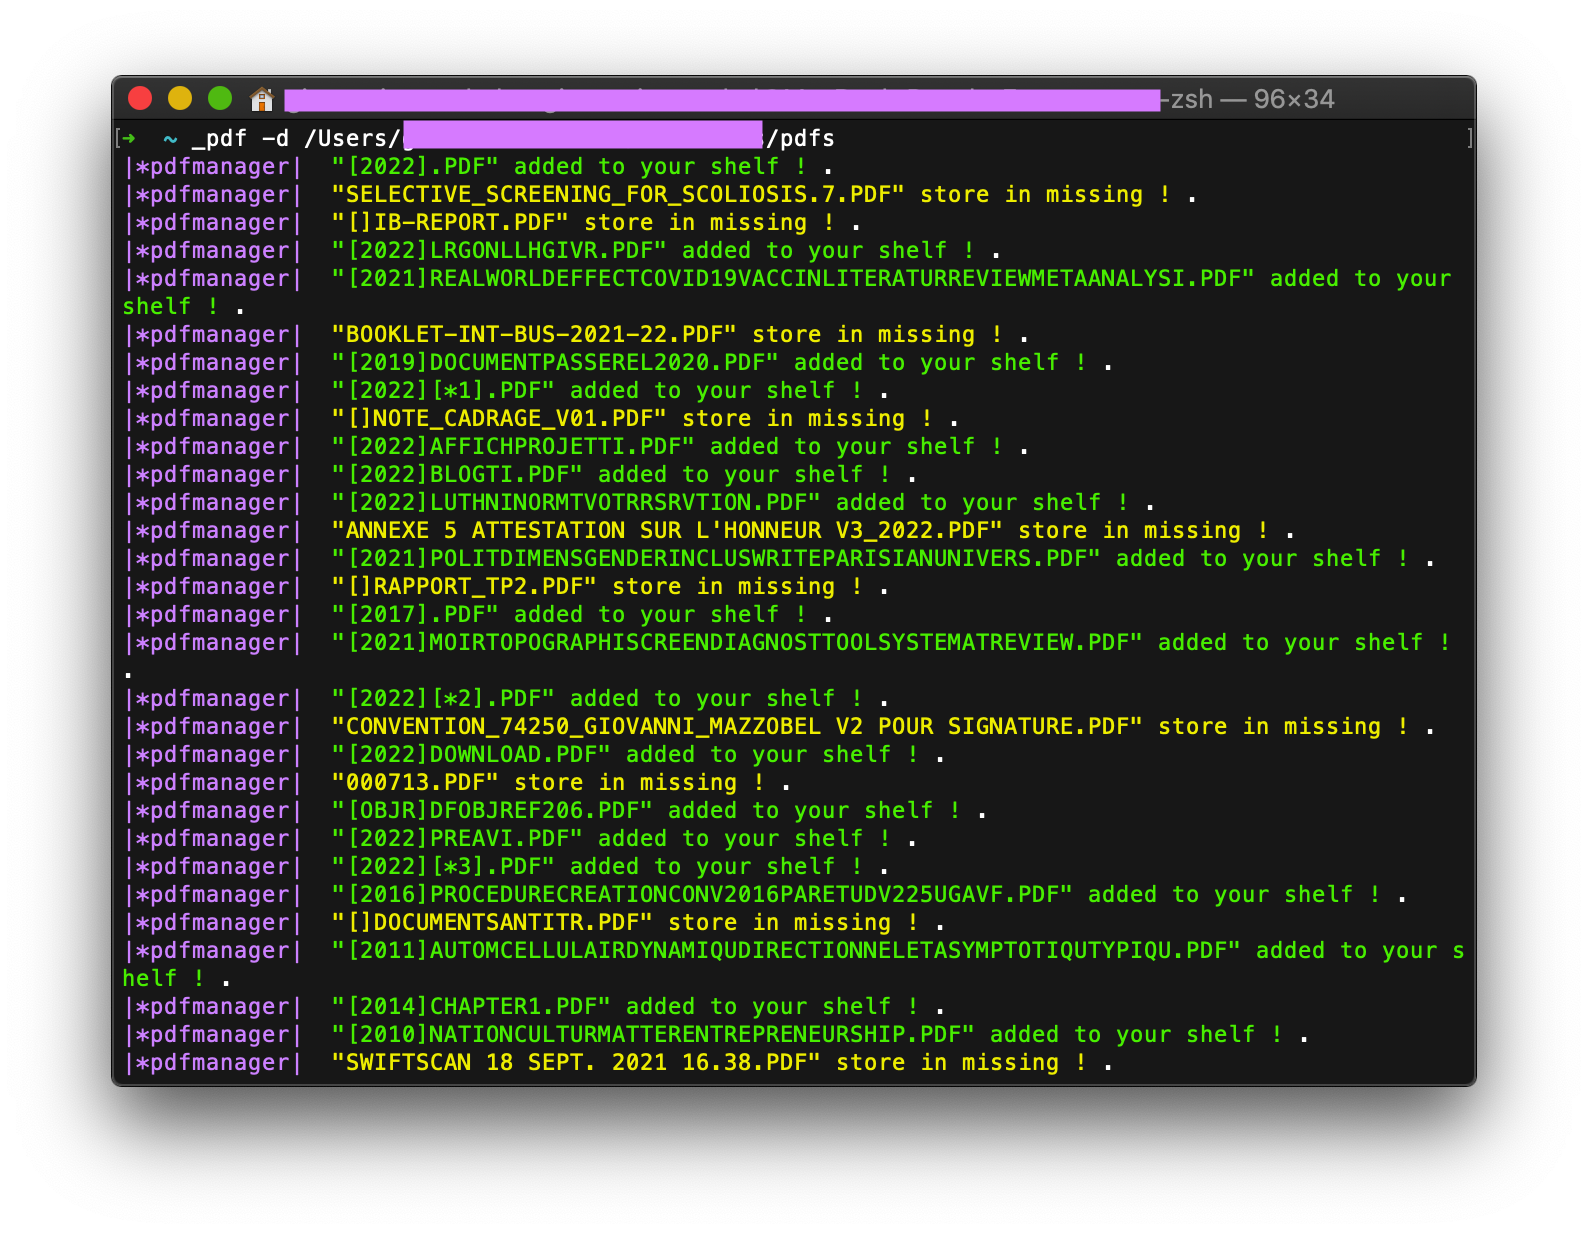 -zsh — 96×34
[➜  ~ _pdf -d /Users/ /pdfs ]
|*pdfmanager|  "[2022].PDF" added to your shelf ! .
|*pdfmanager|  "SELECTIVE_SCREENING_FOR_SCOLIOSIS.7.PDF" store in missing ! .
|*pdfmanager|  "[]IB-REPORT.PDF" store in missing ! .
|*pdfmanager|  "[2022]LRGONLLHGIVR.PDF" added to your shelf ! .
|*pdfmanager|  "[2021]REALWORLDEFFECTCOVID19VACCINLITERATURREVIEWMETAANALYSI.PDF" added to your
shelf ! .
|*pdfmanager|  "BOOKLET-INT-BUS-2021-22.PDF" store in missing ! .
|*pdfmanager|  "[2019]DOCUMENTPASSEREL2020.PDF" added to your shelf ! .
|*pdfmanager|  "[2022][*1].PDF" added to your shelf ! .
|*pdfmanager|  "[]NOTE_CADRAGE_V01.PDF" store in missing ! .
|*pdfmanager|  "[2022]AFFICHPROJETTI.PDF" added to your shelf ! .
|*pdfmanager|  "[2022]BLOGTI.PDF" added to your shelf ! .
|*pdfmanager|  "[2022]LUTHNINORMTVOTRRSRVTION.PDF" added to your shelf ! .
|*pdfmanager|  "ANNEXE 5 ATTESTATION SUR L'HONNEUR V3_2022.PDF" store in missing ! .
|*pdfmanager|  "[2021]POLITDIMENSGENDERINCLUSWRITEPARISIANUNIVERS.PDF" added to your shelf ! .
|*pdfmanager|  "[]RAPPORT_TP2.PDF" store in missing ! .
|*pdfmanager|  "[2017].PDF" added to your shelf ! .
|*pdfmanager|  "[2021]MOIRTOPOGRAPHISCREENDIAGNOSTTOOLSYSTEMATREVIEW.PDF" added to your shelf !
.
|*pdfmanager|  "[2022][*2].PDF" added to your shelf ! .
|*pdfmanager|  "CONVENTION_74250_GIOVANNI_MAZZOBEL V2 POUR SIGNATURE.PDF" store in missing ! .
|*pdfmanager|  "[2022]DOWNLOAD.PDF" added to your shelf ! .
|*pdfmanager|  "000713.PDF" store in missing ! .
|*pdfmanager|  "[OBJR]DFOBJREF206.PDF" added to your shelf ! .
|*pdfmanager|  "[2022]PREAVI.PDF" added to your shelf ! .
|*pdfmanager|  "[2022][*3].PDF" added to your shelf ! .
|*pdfmanager|  "[2016]PROCEDURECREATIONCONV2016PARETUDV225UGAVF.PDF" added to your shelf ! .
|*pdfmanager|  "[]DOCUMENTSANTITR.PDF" store in missing ! .
|*pdfmanager|  "[2011]AUTOMCELLULAIRDYNAMIQUDIRECTIONNELETASYMPTOTIQUTYPIQU.PDF" added to your s
helf ! .
|*pdfmanager|  "[2014]CHAPTER1.PDF" added to your shelf ! .
|*pdfmanager|  "[2010]NATIONCULTURMATTERENTREPRENEURSHIP.PDF" added to your shelf ! .
|*pdfmanager|  "SWIFTSCAN 18 SEPT. 2021 16.38.PDF" store in missing ! .